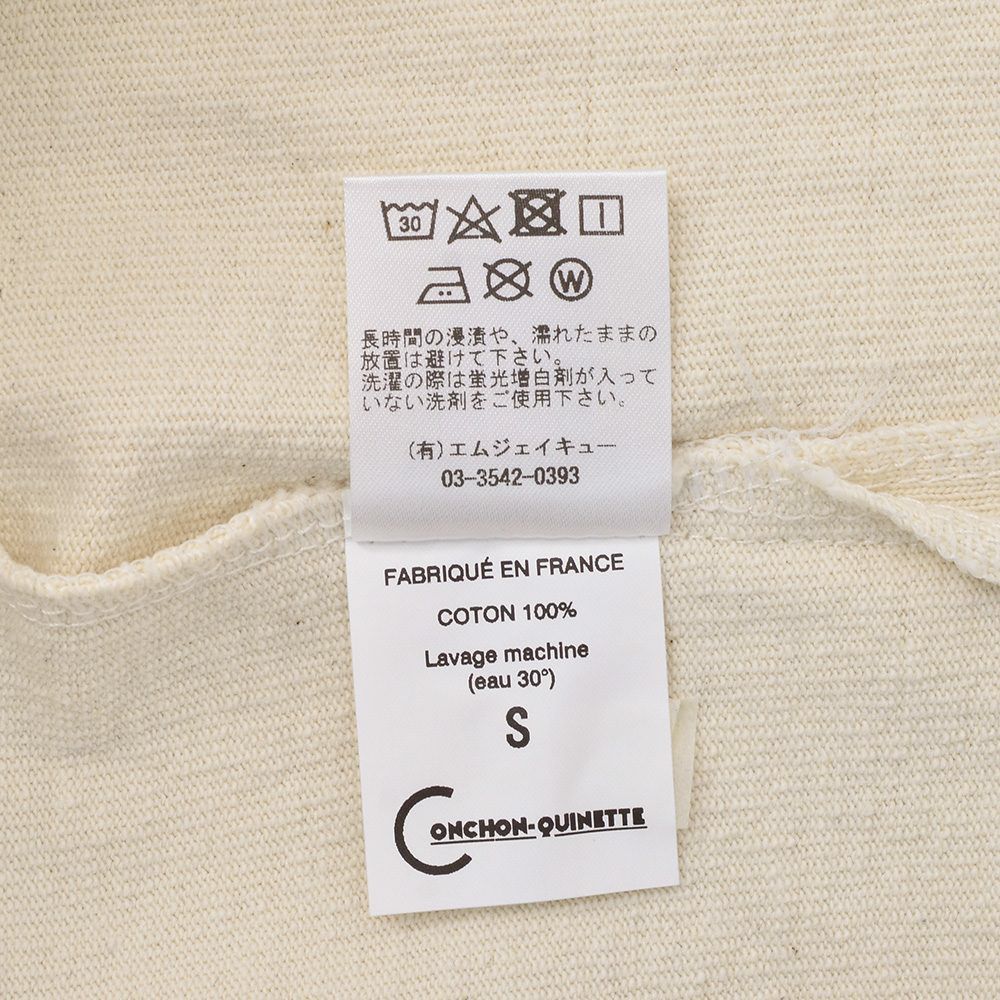 30
W
長時間の浸漬や、濡れたままの
放置は避けて下さい。
洗濯の際は蛍光増白剤が入って
いない洗剤をご使用下さい。
(有)エムジェイキュー
03-3542-0393
FABRIQUÉ EN FRANCE
COTON 100%
Lavage machine
(eau 30°)
S
CONCHON-QUINETTE